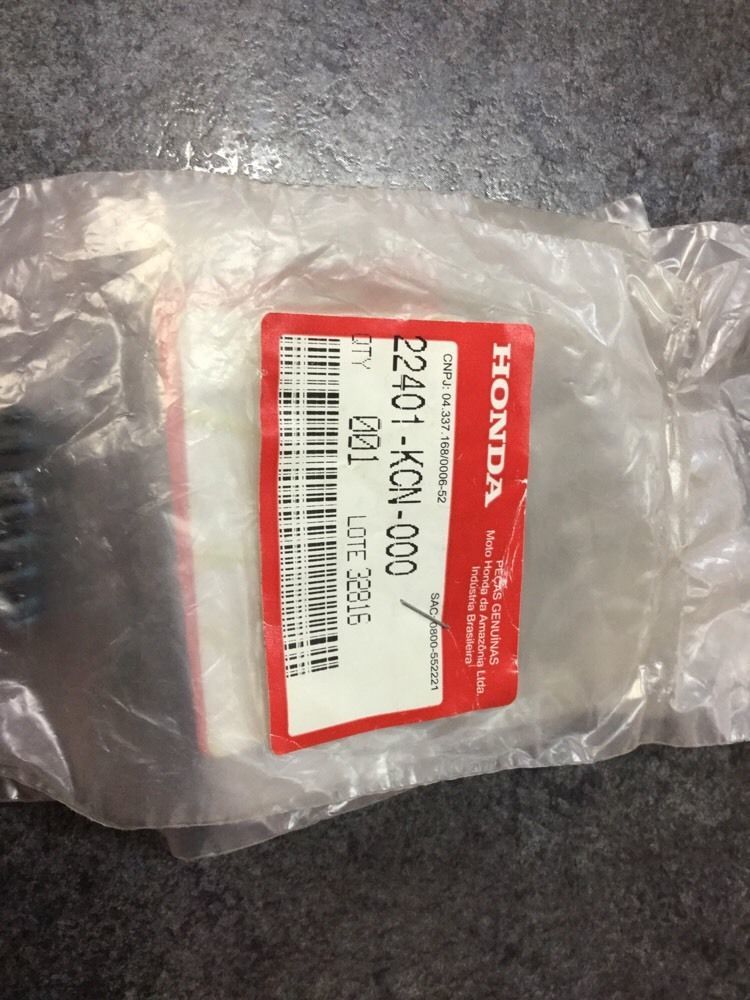 HONDA
PEÇAS GENUÍNAS
Moto Honda da Amazônia Ltda.
Indústria Brasileira
CNPJ: 04.337.168/0006-52
SAC: 0800-552221
22401-KCN-000
QTY 001 LOTE 32816